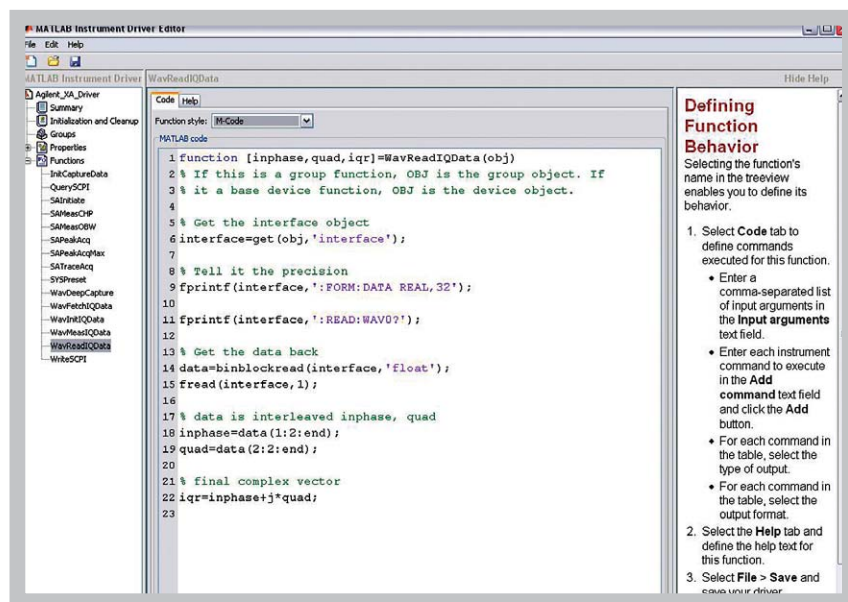 MATLAB Instrument Driver Editor
File Edit Help
MATLAB Instrument Driver
WavReadIQData
Hide Help
Agilent_XA_Driver
Summary
Initialization and Cleanup
Groups
Properties
Functions
InitCaptureData
QuerySCPI
SAInitiate
SAMeasCHP
SAMeasOBW
SAPeakAcq
SAPeakAcqMax
SATraceAcq
SYSPreset
WavDeepCapture
WavFetchIQData
WavInitIQData
WavMeasIQData
WavReadIQData
WriteSCPI
Code Help
Function style: M-Code
MATLAB code
1 function [inphase,quad,iqr]=WavReadIQData(obj)
2 % If this is a group function, OBJ is the group object. If
3 % it a base device function, OBJ is the device object.
4
5 % Get the interface object
6 interface=get(obj,'interface');
7
8 % Tell it the precision
9 fprintf(interface,':FORM:DATA REAL,32');
10
11 fprintf(interface,':READ:WAV0?');
12
13 % Get the data back
14 data=binblockread(interface,'float');
15 fread(interface,1);
16
17 % data is interleaved inphase, quad
18 inphase=data(1:2:end);
19 quad=data(2:2:end);
20
21 % final complex vector
22 iqr=inphase+j*quad;
23
Defining
Function
Behavior
Selecting the function's
name in the treeview
enables you to define its
behavior.
1. Select Code tab to
define commands
executed for this function.
• Enter a
comma-separated list
of input arguments in
the Input arguments
text field.
• Enter each instrument
command to execute
in the Add
command text field
and click the Add
button.
• For each command in
the table, select the
type of output.
• For each command in
the table, select the
output format.
2. Select the Help tab and
define the help text for
this function.
3. Select File > Save and
save your driver